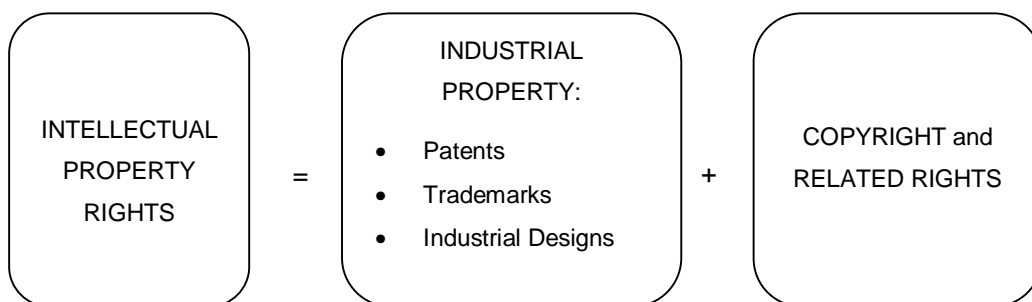 INTELLECTUAL
PROPERTY
RIGHTS
=
INDUSTRIAL
PROPERTY:
• Patents
• Trademarks
• Industrial Designs
+
COPYRIGHT and
RELATED RIGHTS